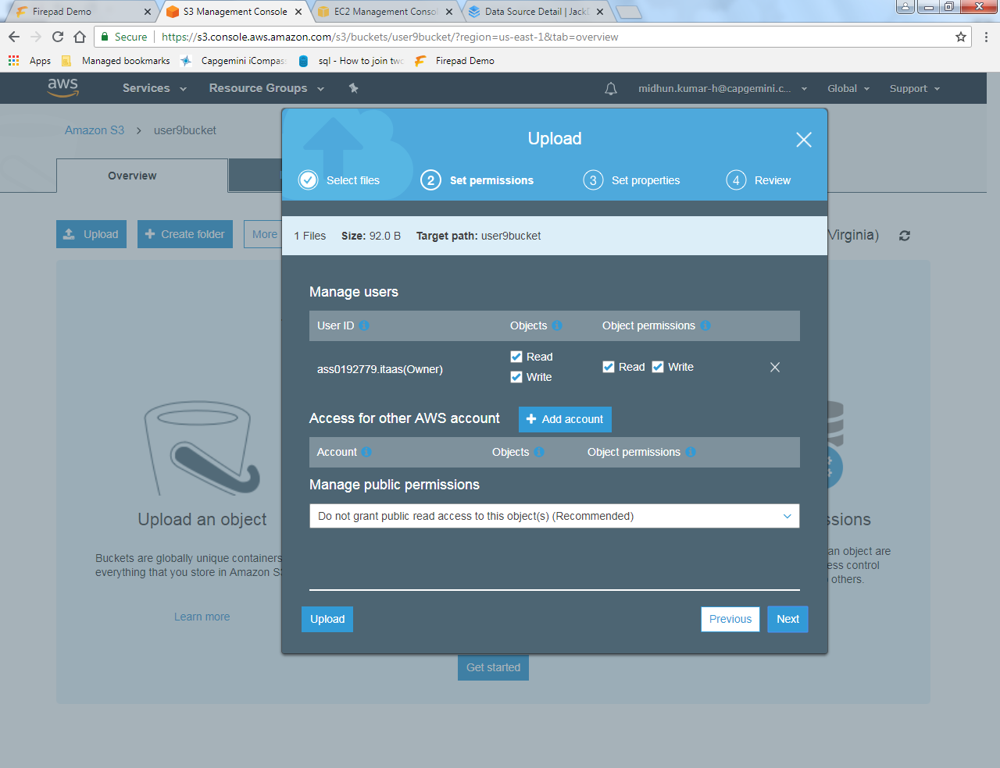 Firepad Demo
S3 Management Console
EC2 Management Consol
Data Source Detail | Jack
Secure
https://s3.console.aws.amazon.com/s3/buckets/user9bucket/?region=us-east-1&tab=overview
Apps
Managed bookmarks
Capgemini iCompas
sql - How to join two
Firepad Demo
aws
Services
Resource Groups
midhun.kumar-h@capgemini.c...
Global
Support
Amazon S3 > user9bucket
Overview
Upload
Create folder
More
Virginia)
Upload
Select files
2 Set permissions
3 Set properties
4 Review
1 Files Size: 92.0 B Target path: user9bucket
Manage users
User ID Objects Object permissions
ass0192779.itaas(Owner)
Read
Write
Read Write
Access for other AWS account
Add account
Account Objects Object permissions
Manage public permissions
Do not grant public read access to this object(s) (Recommended)
Upload
Previous
Next
Upload an object
Buckets are globally unique containers
everything that you store in Amazon S3
Learn more
ssions
an object are
ess control
others.
Get started